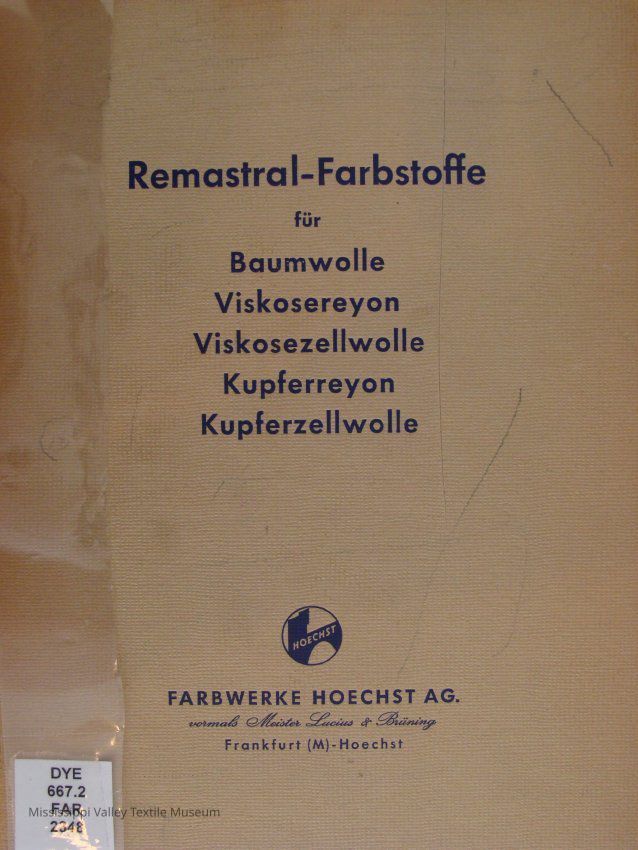 Remastral-Farbstoffe
für
Baumwolle
Viskosereyon
Viskosezellwolle
Kupferreyon
Kupferzellwolle
HOECHST
FARBWERKE HOECHST AG.
vormals Meister Lucius & Brüning
Frankfurt (M)-Hoechst
DYE
667.2
FAR
2348
Mississippi Valley Textile Museum